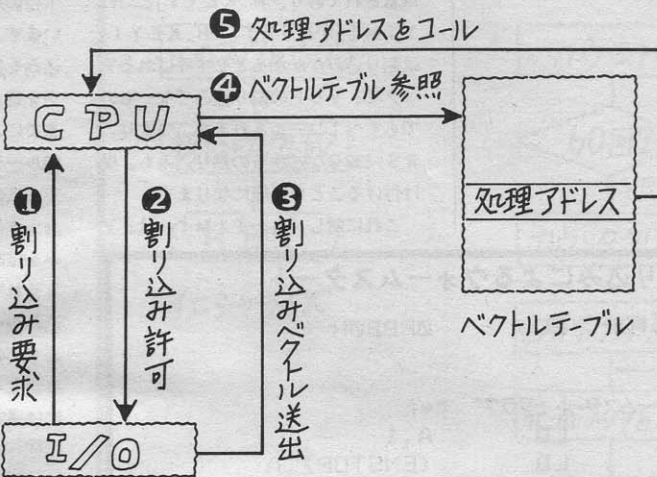 ❺ 処理アドレスをコール
❹ ベクトルテーブル参照
CPU
❶ 割り込み要求
❷ 割り込み許可
❸ 割り込みベクトル送出
処理アドレス
ベクトルテーブル
I/O